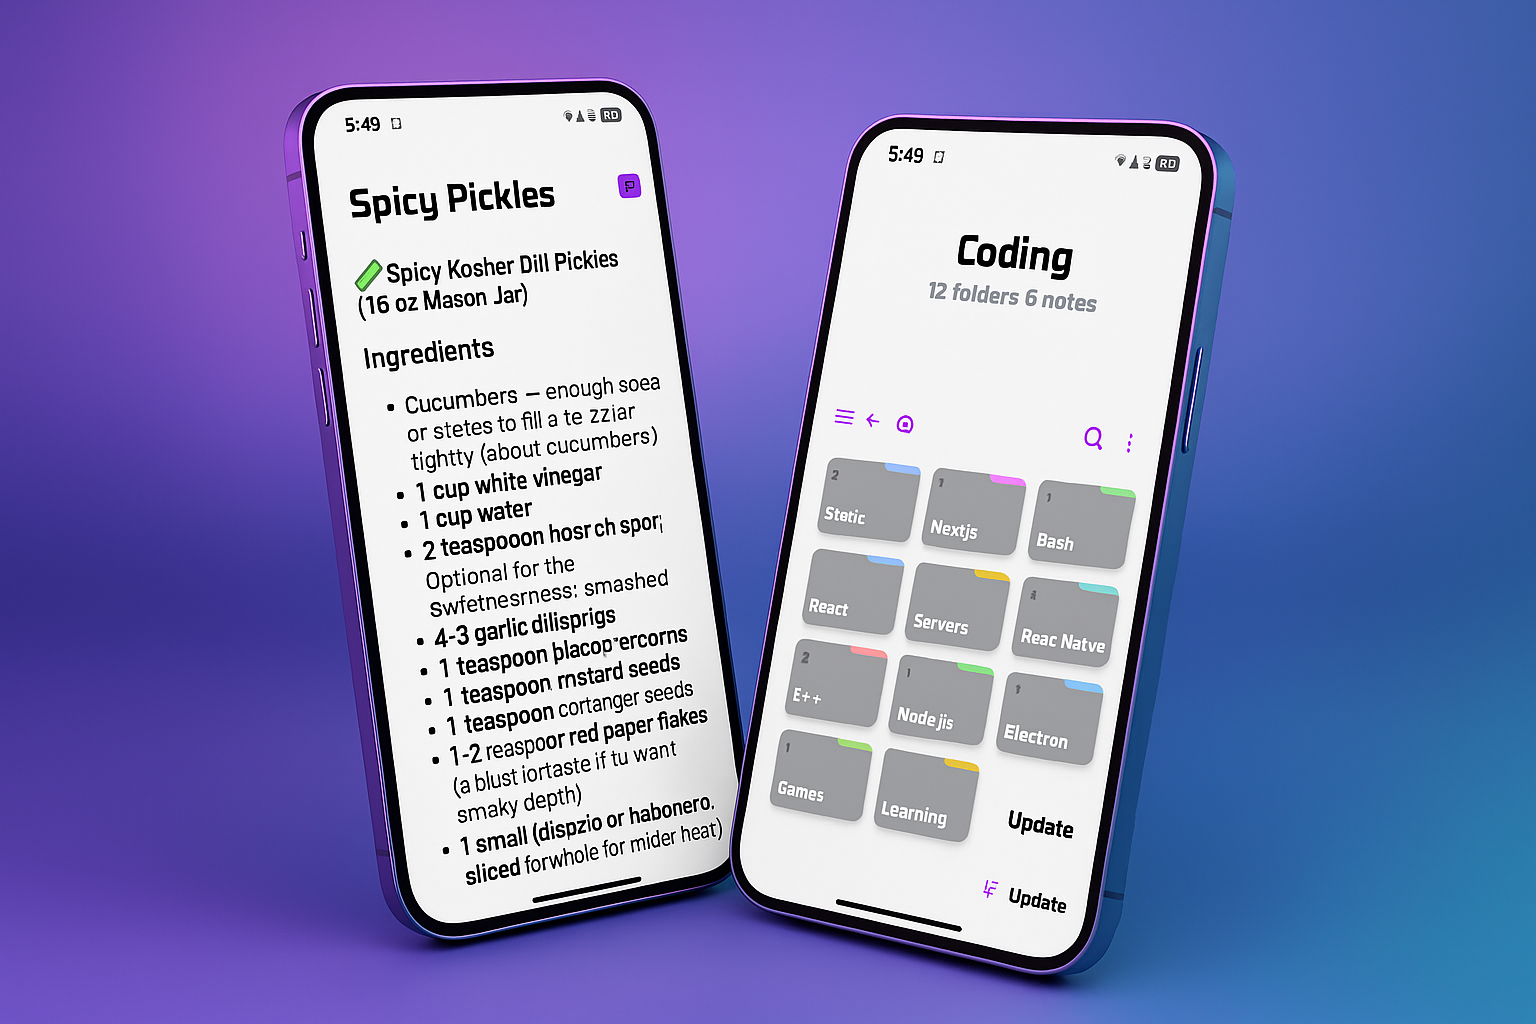 5:49
RD
Spicy Pickles
Spicy Kosher Dill Pickies
(16 oz Mason Jar)
Ingredients
• Cucumbers — enough soea
or stetes to fill a te zziar
tightty (about cucumbers)
• 1 cup white vinegar
• 1 cup water
• 2 teaspooon hosr ch spor
Optional for the
swfetnesrness: smashed
• 4-3 garlic dilisprigs
• 1 teaspoon placop-ercorns
• 1 teaspoon rnstard seeds
• 1 teaspoon cortanger seeds
• 1-2 reaspoor red paper fiakes
(a blust iortaste if tu want
smaky depth)
• 1 small (dispzio or habonero.
sliced forwhole for mider heat)
5:49
RD
Coding
12 folders 6 notes
2
Stetic
1
Nextjs
1
Bash
React
Servers
Reac Natve
2
E++
1
Node jis
Electron
1
Games
Learning
Update
Update